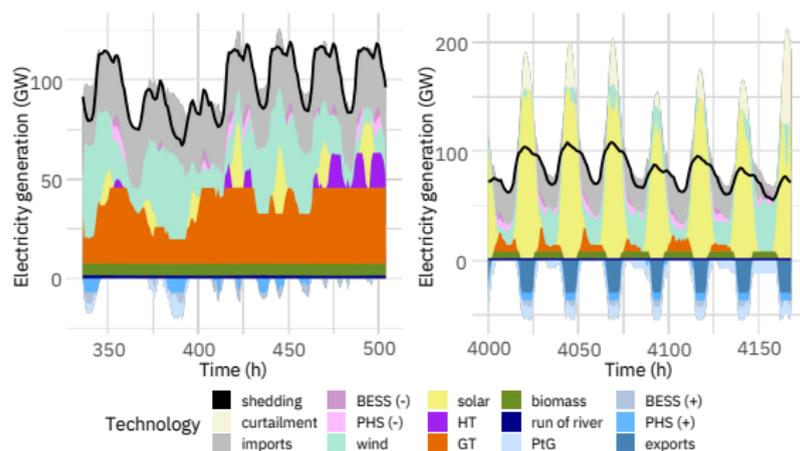 Electricity generation (GW)
100
50
0
350
400
450
500
Time (h)
Electricity generation (GW)
200
100
0
4000
4050
4100
4150
Time (h)
Technology
shedding
curtailment
imports
BESS (-)
PHS (-)
wind
solar
HT
GT
biomass
run of river
PtG
BESS (+)
PHS (+)
exports